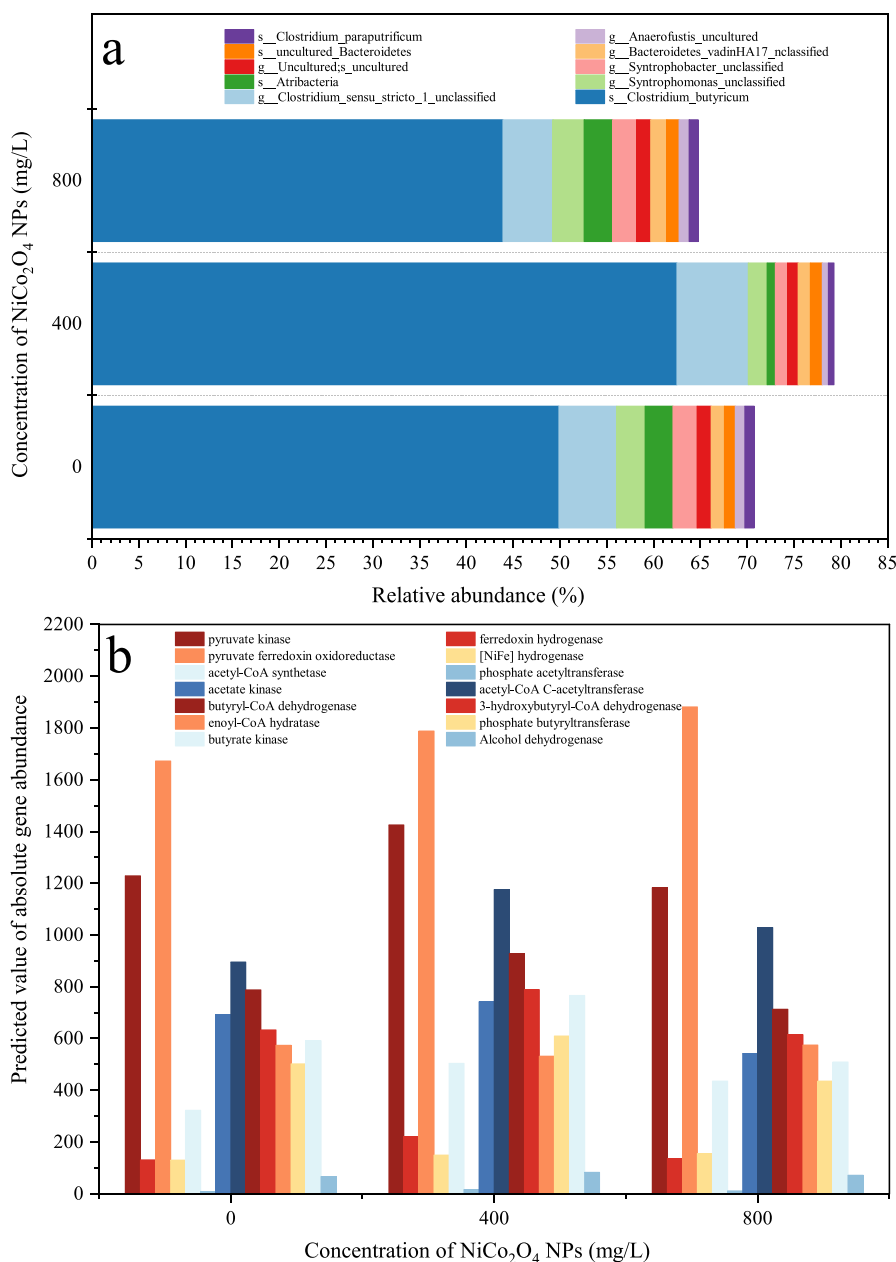 a
s__Clostridium_paraputrificum
g__Anaerofustis_uncultured
s__uncultured_Bacteroidetes
g__Bacteroidetes_vadinHA17_nclassified
g__Uncultured;s_uncultured
g__Syntrophobacter_unclassified
s__Atribacteria
g__Syntrophomonas_unclassified
g__Clostridium_sensu_stricto_1_unclassified
s__Clostridium_butyricum
Concentration of NiCo₂O₄ NPs (mg/L)
800
400
0
0 5 10 15 20 25 30 35 40 45 50 55 60 65 70 75 80 85
Relative abundance (%)
b
pyruvate kinase
ferredoxin hydrogenase
pyruvate ferredoxin oxidoreductase
[NiFe] hydrogenase
acetyl-CoA synthetase
phosphate acetyltransferase
acetate kinase
acetyl-CoA C-acetyltransferase
butyryl-CoA dehydrogenase
3-hydroxybutyryl-CoA dehydrogenase
enoyl-CoA hydratase
phosphate butyryltransferase
butyrate kinase
Alcohol dehydrogenase
Predicted value of absolute gene abundance
2200
2000
1800
1600
1400
1200
1000
800
600
400
200
0
0 400 800
Concentration of NiCo₂O₄ NPs (mg/L)